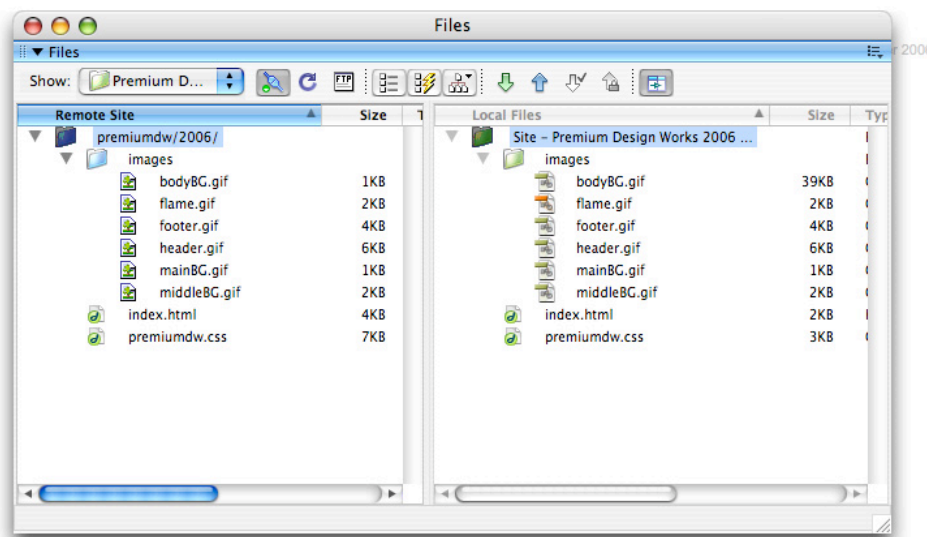 Files
Files
r 200
Show: Premium D... FTP
Remote Site Size T
premiumdw/2006/
images
bodyBG.gif 1KB
flame.gif 2KB
footer.gif 4KB
header.gif 6KB
mainBG.gif 1KB
middleBG.gif 2KB
index.html 4KB
premiumdw.css 7KB
Local Files Size Typ
Site – Premium Design Works 2006 ...
images
bodyBG.gif 39KB
flame.gif 2KB
footer.gif 4KB
header.gif 6KB
mainBG.gif 1KB
middleBG.gif 2KB
index.html 2KB
premiumdw.css 3KB